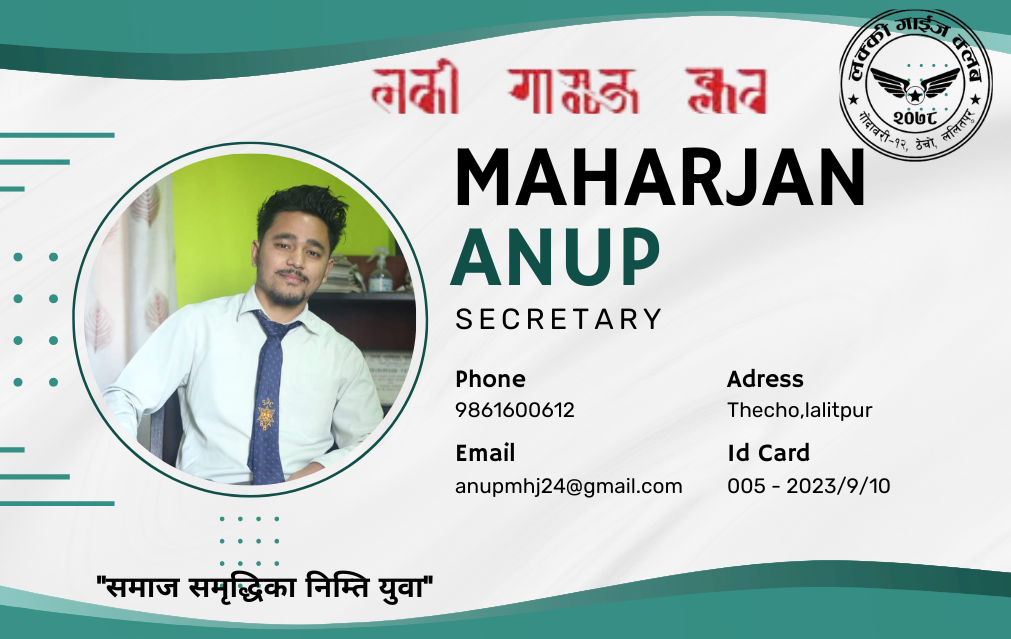 लक्की गाईज क्लब
२०७८
गोदावरी-१२, ठेचो, ललितपुर
MAHARJAN
ANUP
SECRETARY
Phone
9861600612
Adress
Thecho,lalitpur
Email
anupmhj24@gmail.com
Id Card
005 - 2023/9/10
"समाज समृद्धिका निम्ति युवा"